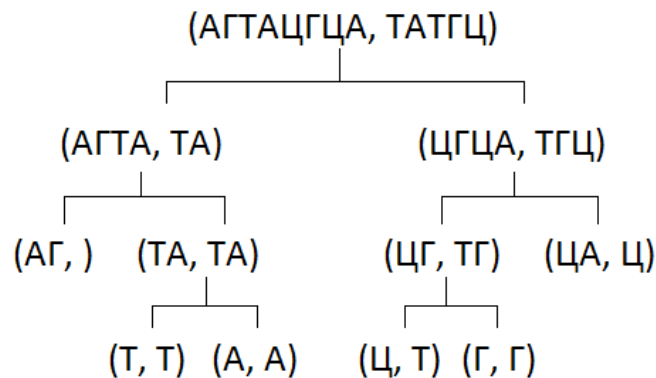 (АГТАЦГЦА, ТАТГЦ)
(АГТА, ТА) (ЦГЦА, ТГЦ)
(АГ, ) (ТА, ТА) (ЦГ, ТГ) (ЦА, Ц)
(Т, Т) (А, А) (Ц, Т) (Г, Г)